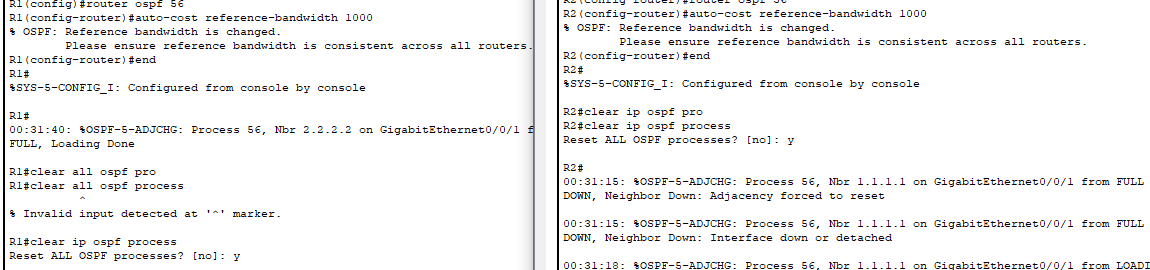 R1(config)#router ospf 56
R1(config-router)#auto-cost reference-bandwidth 1000
% OSPF: Reference bandwidth is changed.
        Please ensure reference bandwidth is consistent across all routers.
R1(config-router)#end
R1#
%SYS-5-CONFIG_I: Configured from console by console
R1#
00:31:40: %OSPF-5-ADJCHG: Process 56, Nbr 2.2.2.2 on GigabitEthernet0/0/1 f
FULL, Loading Done
R1#clear all ospf pro
R1#clear all ospf process
          ^
% Invalid input detected at '^' marker.
R1#clear ip ospf process
Reset ALL OSPF processes? [no]: y
R2(config)#router ospf 56
R2(config-router)#auto-cost reference-bandwidth 1000
% OSPF: Reference bandwidth is changed.
        Please ensure reference bandwidth is consistent across all routers.
R2(config-router)#end
R2#
%SYS-5-CONFIG_I: Configured from console by console
R2#clear ip ospf pro
R2#clear ip ospf process
Reset ALL OSPF processes? [no]: y
R2#
00:31:15: %OSPF-5-ADJCHG: Process 56, Nbr 1.1.1.1 on GigabitEthernet0/0/1 from FULL
DOWN, Neighbor Down: Adjacency forced to reset
00:31:15: %OSPF-5-ADJCHG: Process 56, Nbr 1.1.1.1 on GigabitEthernet0/0/1 from FULL
DOWN, Neighbor Down: Interface down or detached
00:31:18: %OSPF-5-ADJCHG: Process 56, Nbr 1.1.1.1 on GigabitEthernet0/0/1 from LOADI